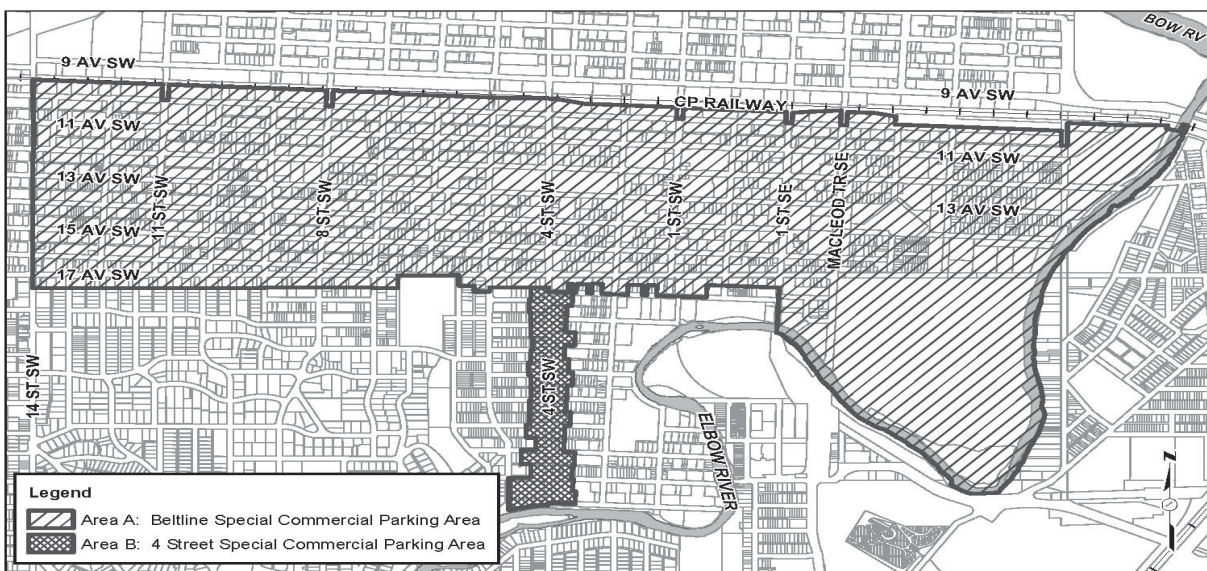 BOW RV
9 AV SW
9 AV SW
CP RAILWAY
11 AV SW
11 AV SW
13 AV SW
13 AV SW
15 AV SW
17 AV SW
11 ST SW
8 ST SW
4 ST SW
1 ST SW
1 ST SE
MACLEOD TR SE
14 ST SW
4 ST SW
ELBOW RIVER
Legend
Area A: Beltline Special Commercial Parking Area
Area B: 4 Street Special Commercial Parking Area
N